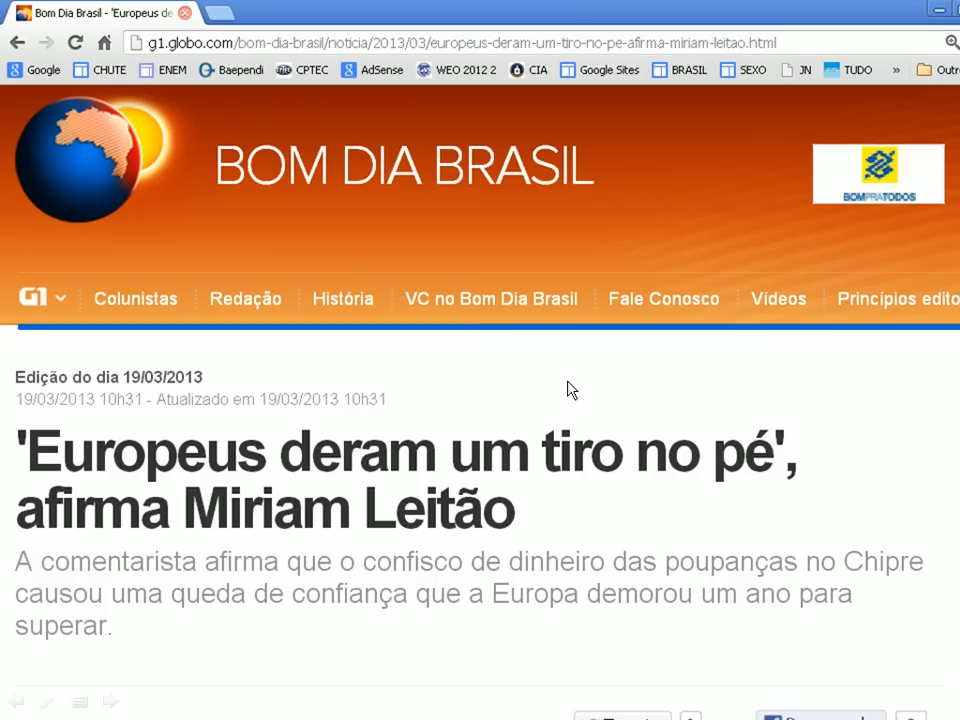 Bom Dia Brasil - 'Europeus de
g1.globo.com/bom-dia-brasil/noticia/2013/03/europeus-deram-um-tiro-no-pe-afirma-miriam-leitao.html
Google CHUTE ENEM Baependi CPTEC AdSense WEO 2012 2 CIA Google Sites BRASIL SEXO JN TUDO » Outr
BOM DIA BRASIL
BOMPRATODOS
G1 Colunistas Redação História VC no Bom Dia Brasil Fale Conosco Vídeos Princípios edito
Edição do dia 19/03/2013
19/03/2013 10h31 - Atualizado em 19/03/2013 10h31
'Europeus deram um tiro no pé',
afirma Miriam Leitão
A comentarista afirma que o confisco de dinheiro das poupanças no Chipre
causou uma queda de confiança que a Europa demorou um ano para
superar.